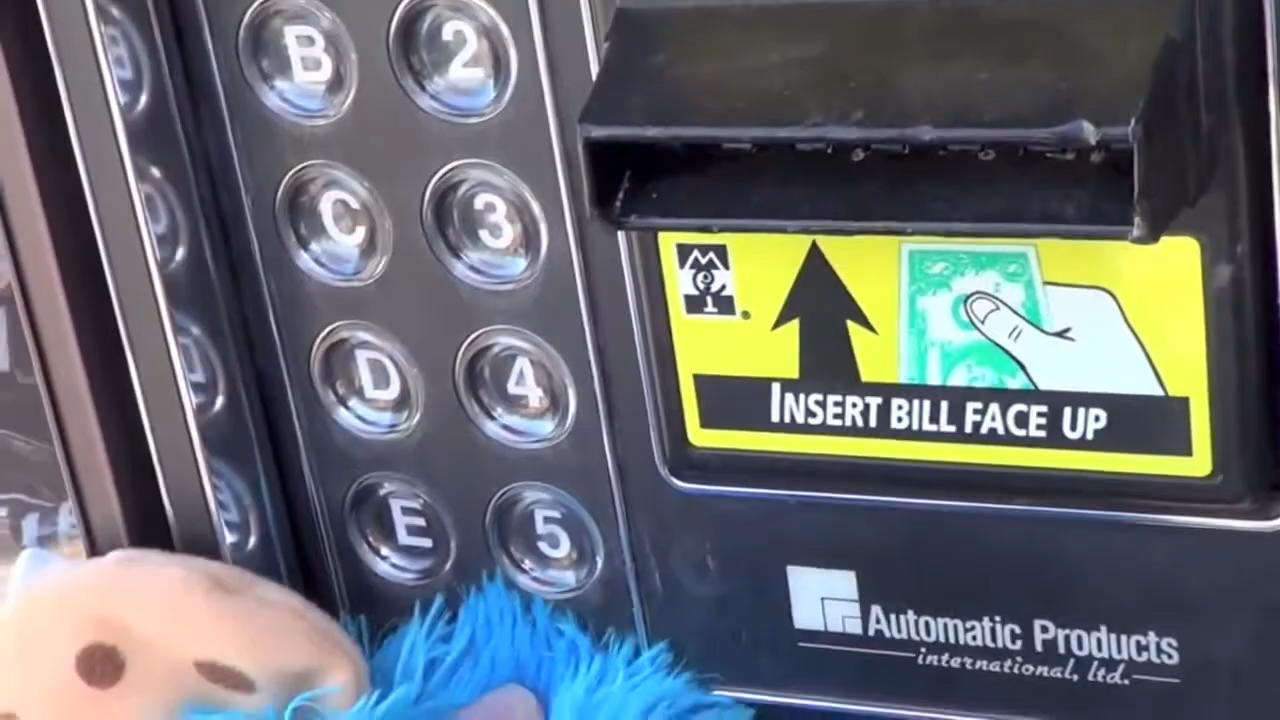 B 2
C 3
D 4
E 5
INSERT BILL FACE UP
Automatic Products
international, ltd.